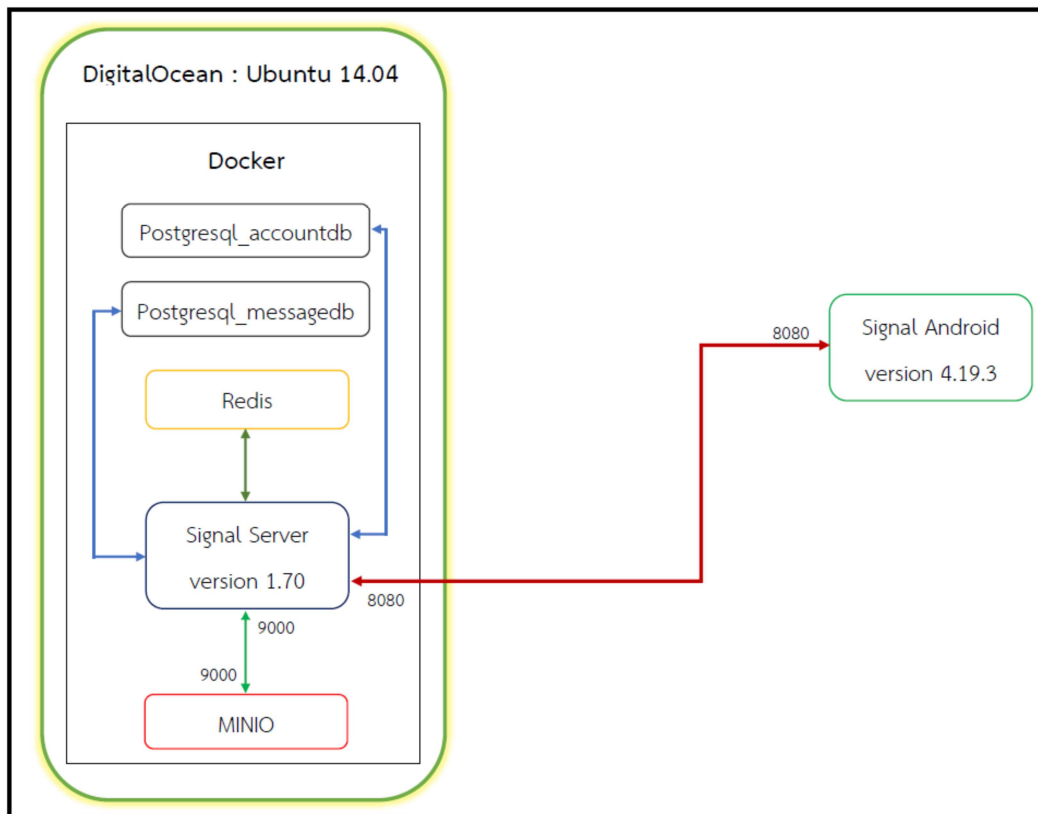 DigitalOcean : Ubuntu 14.04
Docker
Postgresql_accountdb
Postgresql_messagedb
Redis
Signal Server
version 1.70
8080
9000
9000
MINIO
8080
Signal Android
version 4.19.3